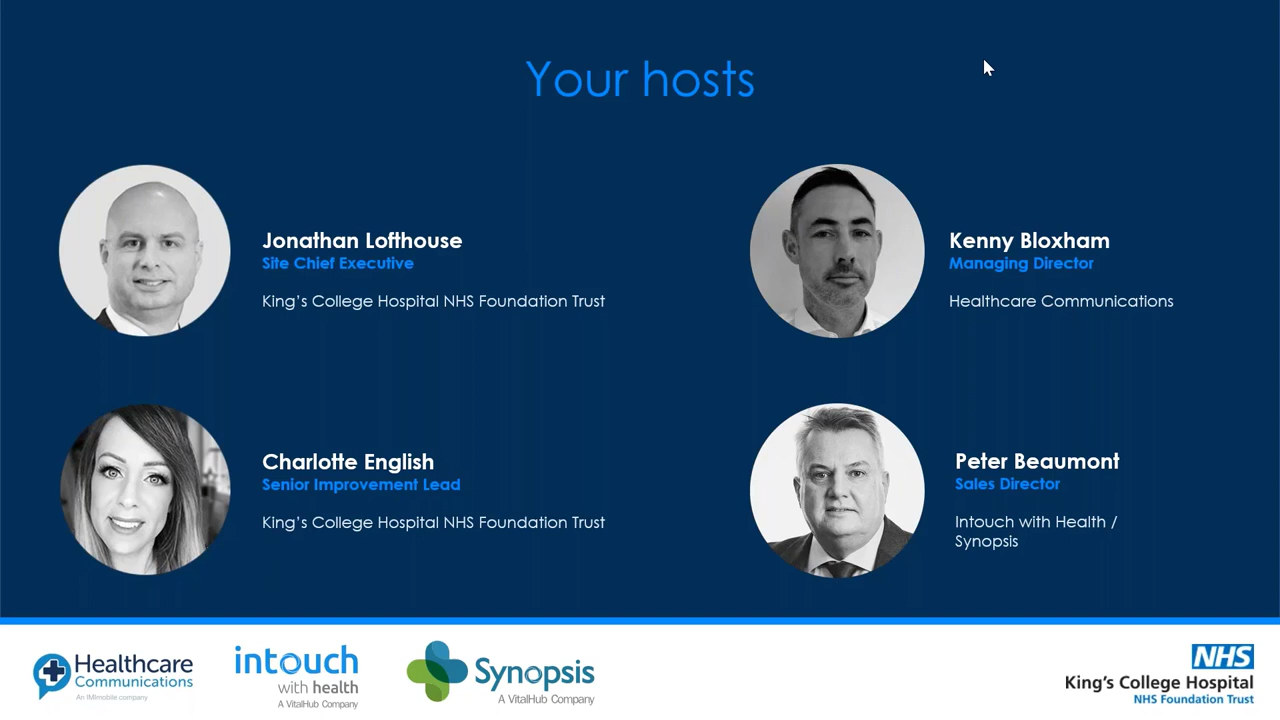 Your hosts
Jonathan Lofthouse
Site Chief Executive
King's College Hospital NHS Foundation Trust
Kenny Bloxham
Managing Director
Healthcare Communications
Charlotte English
Senior Improvement Lead
King's College Hospital NHS Foundation Trust
Peter Beaumont
Sales Director
Intouch with Health /
Synopsis
Healthcare
Communications
An IMImobile company
intouch
with health
A VitalHub Company
Synopsis
A VitalHub Company
NHS
King's College Hospital
NHS Foundation Trust